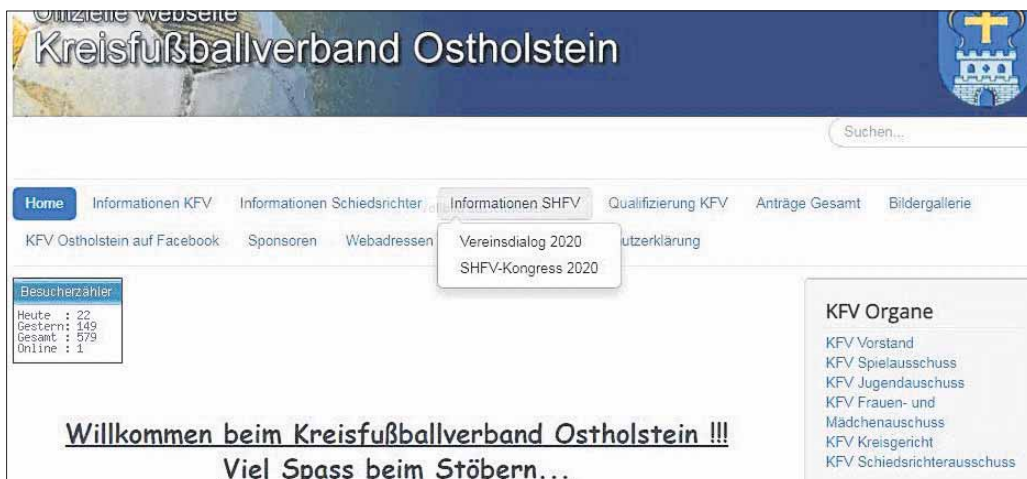 Offizielle Webseite
Kreisfußballverband Ostholstein
Suchen...
Home Informationen KFV Informationen Schiedsrichter Informationen SHFV Qualifizierung KFV Anträge Gesamt Bildergallerie
KFV Ostholstein auf Facebook Sponsoren Webadressen utzerklärung
Vereinsdialog 2020
SHFV-Kongress 2020
Besucherzähler
Heute : 22
Gestern: 149
Gesamt : 579
Online : 1
KFV Organe
KFV Vorstand
KFV Spielausschuss
KFV Jugendauschuss
KFV Frauen- und
Mädchenauschuss
KFV Kreisgericht
KFV Schiedsrichterausschuss
Willkommen beim Kreisfußballverband Ostholstein !!!
Viel Spass beim Stöbern...